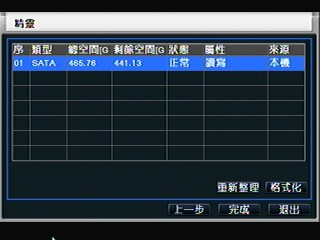 精靈
序 類型 總空間[G 剩餘空間[G 狀態 屬性 來源
01 SATA 465.76 441.13 正常 讀寫 本機
重新整理 格式化
上一步 完成 退出